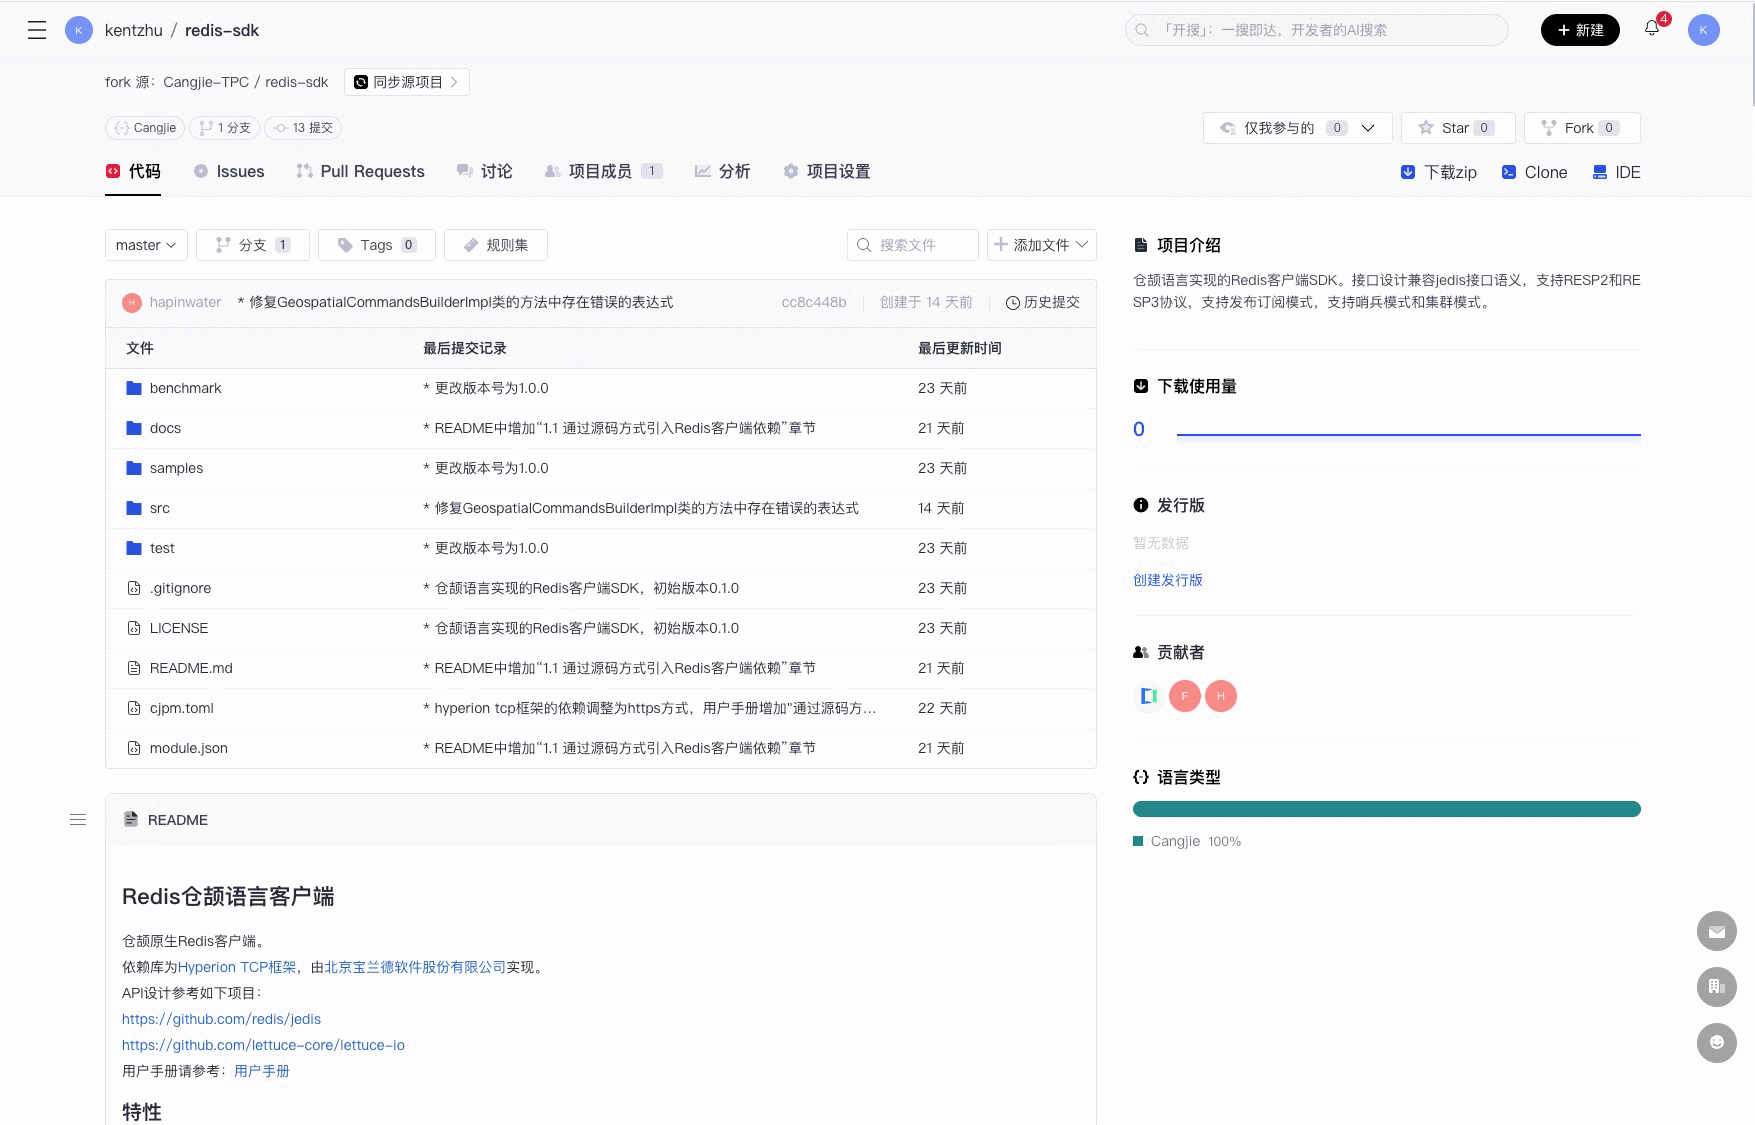 K kentzhu / redis-sdk 「开搜」：一搜即达，开发者的AI搜索 + 新建 4 K
fork 源： Cangjie-TPC / redis-sdk 同步源项目
Cangjie 1 分支 13 提交 仅我参与的 0 Star 0 Fork 0
代码 Issues Pull Requests 讨论 项目成员 1 分析 项目设置 下载zip Clone IDE
master 分支 1 Tags 0 规则集 搜索文件 添加文件
H hapinwater * 修复GeospatialCommandsBuilderImpl类的方法中存在错误的表达式 cc8c448b 创建于 14 天前 历史提交
文件 最后提交记录 最后更新时间
benchmark * 更改版本号为1.0.0 23 天前
docs * README中增加“1.1 通过源码方式引入Redis客户端依赖”章节 21 天前
samples * 更改版本号为1.0.0 23 天前
src * 修复GeospatialCommandsBuilderImpl类的方法中存在错误的表达式 14 天前
test * 更改版本号为1.0.0 23 天前
.gitignore * 仓颉语言实现的Redis客户端SDK，初始版本0.1.0 23 天前
LICENSE * 仓颉语言实现的Redis客户端SDK，初始版本0.1.0 23 天前
README.md * README中增加“1.1 通过源码方式引入Redis客户端依赖”章节 21 天前
cjpm.toml * hyperion tcp框架的依赖调整为https方式，用户手册增加"通过源码方... 22 天前
module.json * README中增加“1.1 通过源码方式引入Redis客户端依赖”章节 21 天前
README
Redis仓颉语言客户端
仓颉原生Redis客户端。
依赖库为Hyperion TCP框架，由北京宝兰德软件股份有限公司实现。
API设计参考如下项目：
https://github.com/redis/jedis
https://github.com/lettuce-core/lettuce-io
用户手册请参考：用户手册
特性
项目介绍
仓颉语言实现的Redis客户端SDK。接口设计兼容jedis接口语义，支持RESP2和RE
SP3协议，支持发布订阅模式，支持哨兵模式和集群模式。
下载使用量
0
发行版
暂无数据
创建发行版
贡献者
F H
语言类型
Cangjie 100%